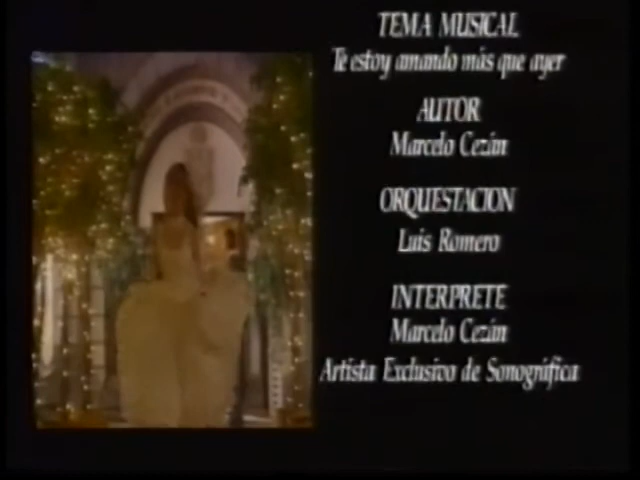 TEMA MUSICAL
Te estoy amando más que ayer
AUTOR
Marcelo Cezán
ORQUESTACION
Luis Romero
INTERPRETE
Marcelo Cezán
Artísta Exclusivo de Sonográfica